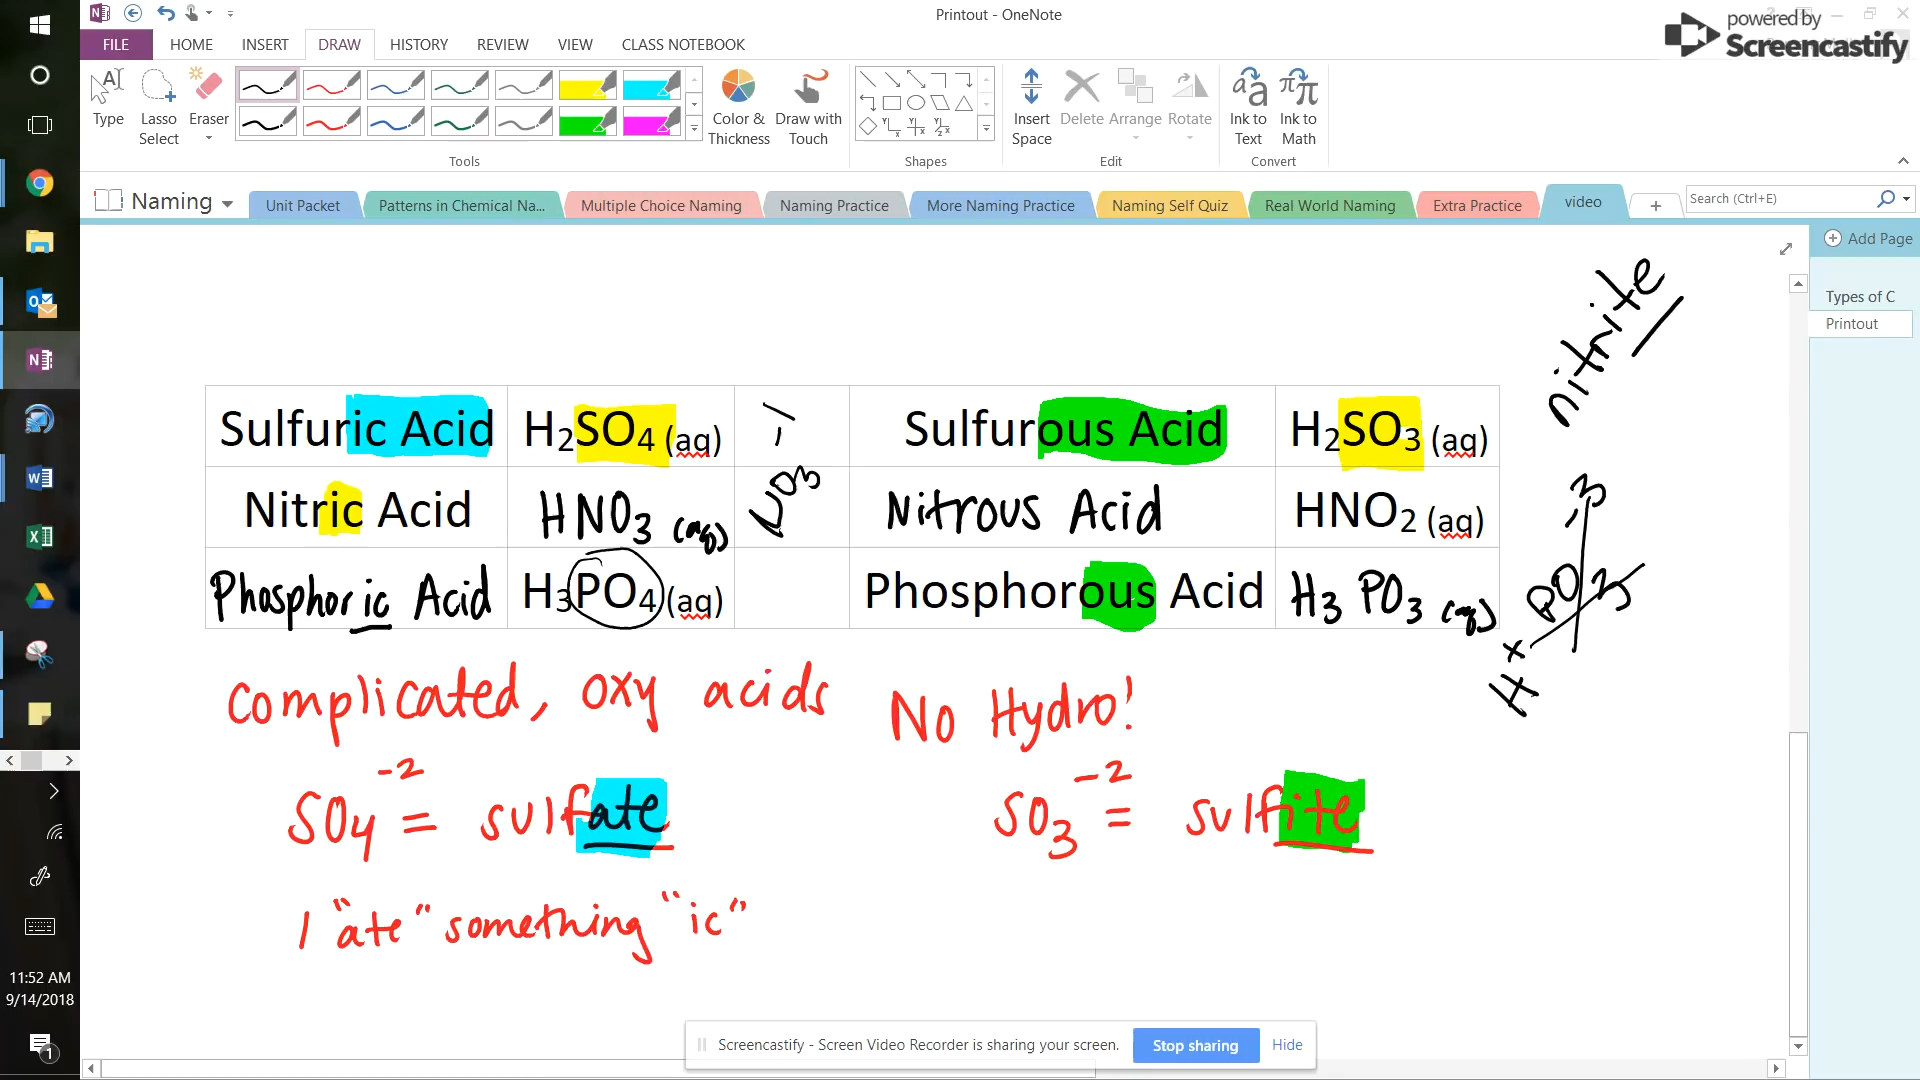 Printout - OneNote
powered by
Screencastify
FILE HOME INSERT DRAW HISTORY REVIEW VIEW CLASS NOTEBOOK
Type
Lasso Select
Eraser
Color & Thickness
Draw with Touch
Insert Space
Delete
Arrange
Rotate
Ink to Text
Ink to Math
Tools
Shapes
Edit
Convert
Naming
Unit Packet
Patterns in Chemical Na...
Multiple Choice Naming
Naming Practice
More Naming Practice
Naming Self Quiz
Real World Naming
Extra Practice
video
Search (Ctrl+E)
Add Page
Types of C
Printout
nitrite
Sulfuric Acid H2SO4 (aq) Sulfurous Acid H2SO3 (aq)
Nitric Acid HNO3 (aq) NO3 -1 Nitrous Acid HNO2 (aq)
Phosphoric Acid H3PO4 (aq) Phosphorous Acid H3 PO3 (aq)
H+ PO3 -3
complicated, oxy acids No Hydro!
SO4 -2 = sulfate SO3 -2 = sulfite
I "ate" something "ic"
11:52 AM
9/14/2018
1
Screencastify - Screen Video Recorder is sharing your screen. Stop sharing Hide